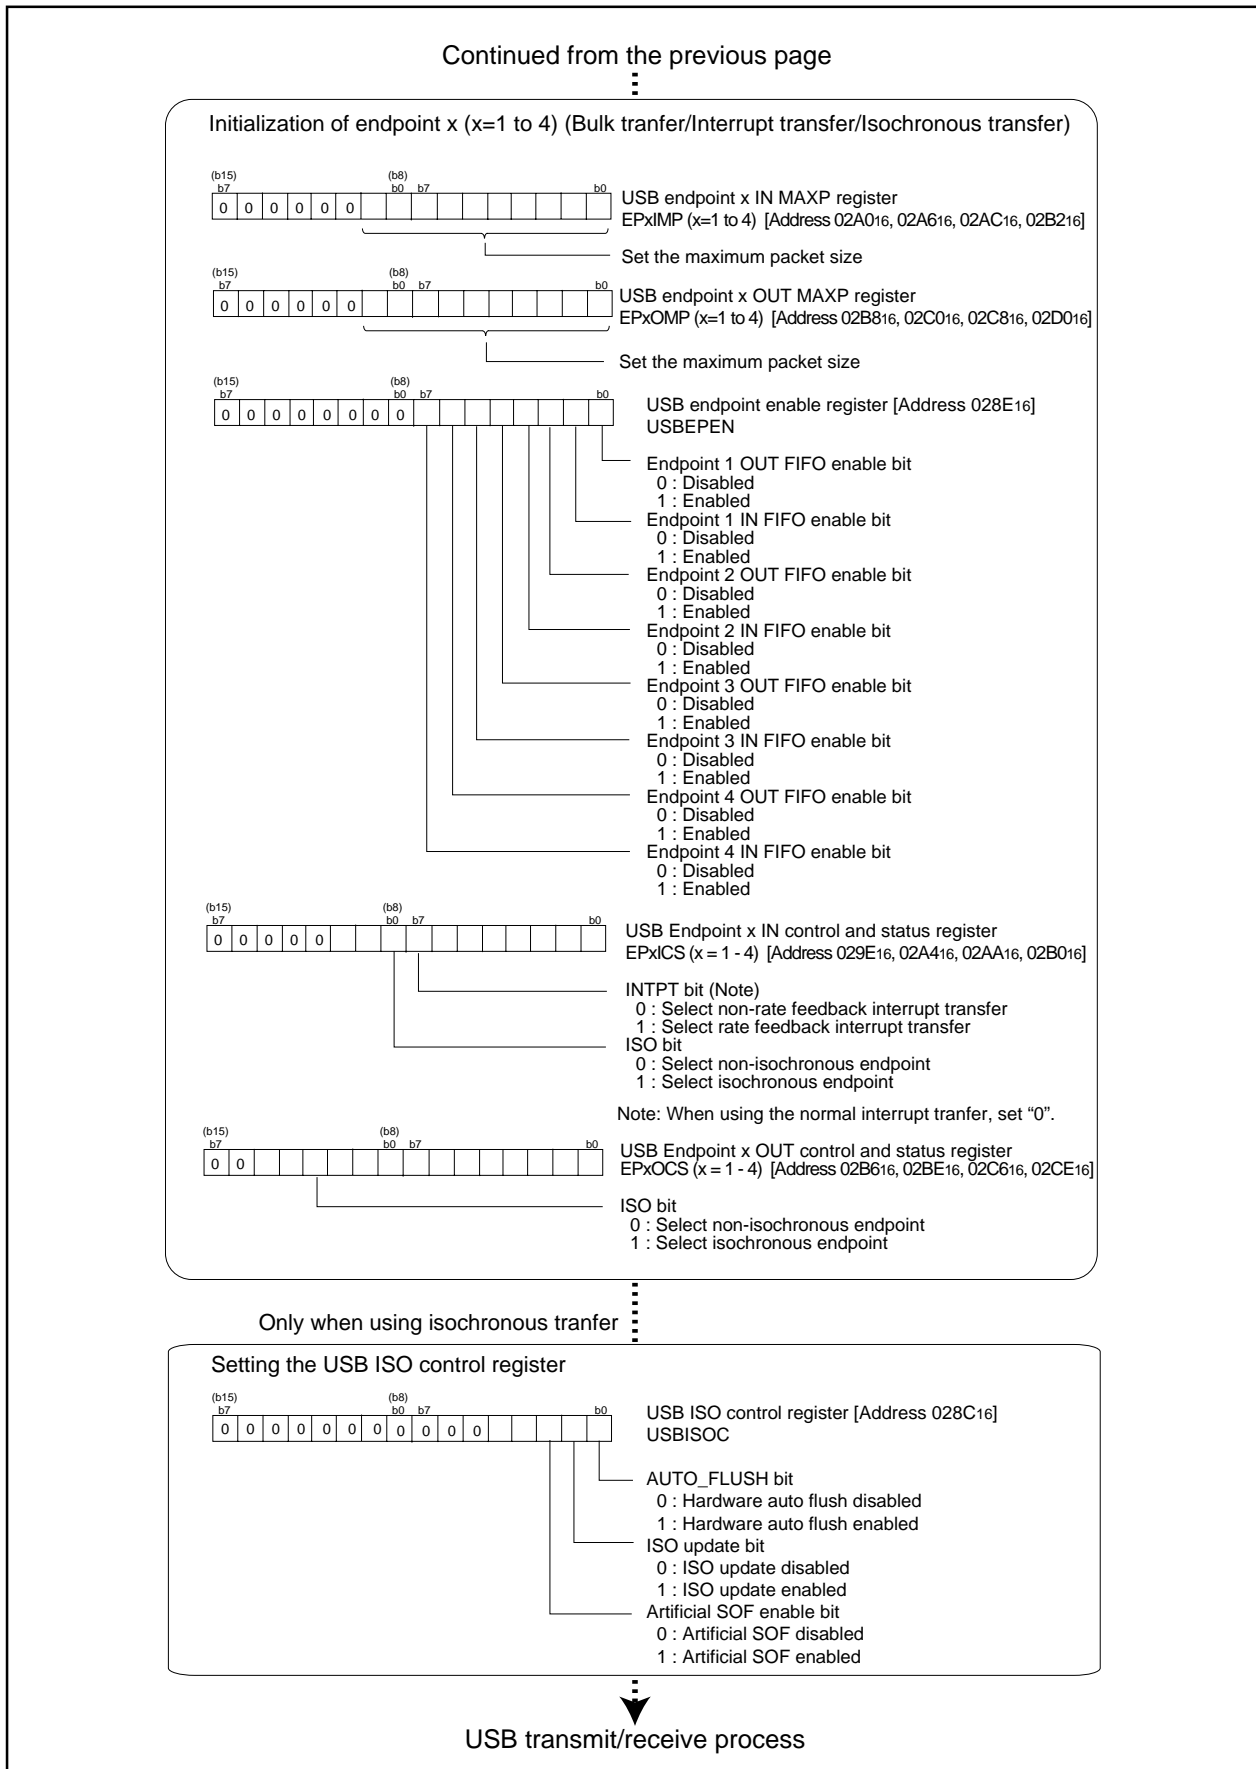 Continued from the previous page
Initialization of endpoint x (x=1 to 4) (Bulk tranfer/Interrupt transfer/Isochronous transfer)
(b15) (b8)
b7 b0 b7 b0
0 0 0 0 0 0
USB endpoint x IN MAXP register
EPxIMP (x=1 to 4) [Address 02A016, 02A616, 02AC16, 02B216]
Set the maximum packet size
(b15) (b8)
b7 b0 b7 b0
0 0 0 0 0 0
USB endpoint x OUT MAXP register
EPxOMP (x=1 to 4) [Address 02B816, 02C016, 02C816, 02D016]
Set the maximum packet size
(b15) (b8)
b7 b0 b7 b0
0 0 0 0 0 0 0 0
USB endpoint enable register [Address 028E16]
USBEPEN
Endpoint 1 OUT FIFO enable bit
0 : Disabled
1 : Enabled
Endpoint 1 IN FIFO enable bit
0 : Disabled
1 : Enabled
Endpoint 2 OUT FIFO enable bit
0 : Disabled
1 : Enabled
Endpoint 2 IN FIFO enable bit
0 : Disabled
1 : Enabled
Endpoint 3 OUT FIFO enable bit
0 : Disabled
1 : Enabled
Endpoint 3 IN FIFO enable bit
0 : Disabled
1 : Enabled
Endpoint 4 OUT FIFO enable bit
0 : Disabled
1 : Enabled
Endpoint 4 IN FIFO enable bit
0 : Disabled
1 : Enabled
(b15) (b8)
b7 b0 b7 b0
0 0 0 0 0
USB Endpoint x IN control and status register
EPxICS (x = 1 - 4) [Address 029E16, 02A416, 02AA16, 02B016]
INTPT bit (Note)
0 : Select non-rate feedback interrupt transfer
1 : Select rate feedback interrupt transfer
ISO bit
0 : Select non-isochronous endpoint
1 : Select isochronous endpoint
Note: When using the normal interrupt tranfer, set “0”.
(b15) (b8)
b7 b0 b7 b0
0 0
USB Endpoint x OUT control and status register
EPxOCS (x = 1 - 4) [Address 02B616, 02BE16, 02C616, 02CE16]
ISO bit
0 : Select non-isochronous endpoint
1 : Select isochronous endpoint
Only when using isochronous tranfer
Setting the USB ISO control register
(b15) (b8)
b7 b0 b7 b0
0 0 0 0 0 0 0 0 0 0 0
USB ISO control register [Address 028C16]
USBISOC
AUTO_FLUSH bit
0 : Hardware auto flush disabled
1 : Hardware auto flush enabled
ISO update bit
0 : ISO update disabled
1 : ISO update enabled
Artificial SOF enable bit
0 : Artificial SOF disabled
1 : Artificial SOF enabled
USB transmit/receive process